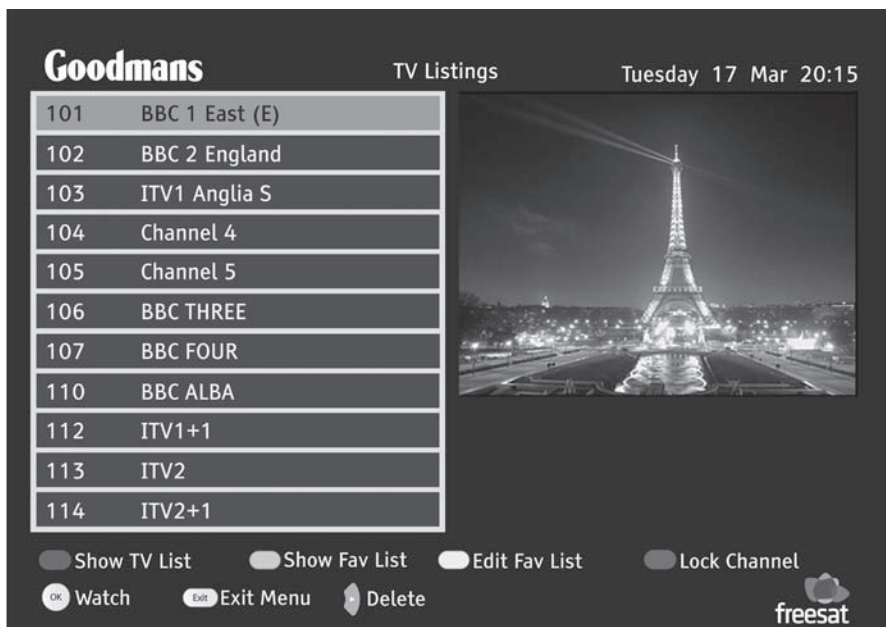 Goodmans TV Listings Tuesday 17 Mar 20:15
101 BBC 1 East (E)
102 BBC 2 England
103 ITV1 Anglia S
104 Channel 4
105 Channel 5
106 BBC THREE
107 BBC FOUR
110 BBC ALBA
112 ITV1+1
113 ITV2
114 ITV2+1
Show TV List Show Fav List Edit Fav List Lock Channel
OK Watch Exit Exit Menu Delete
freesat